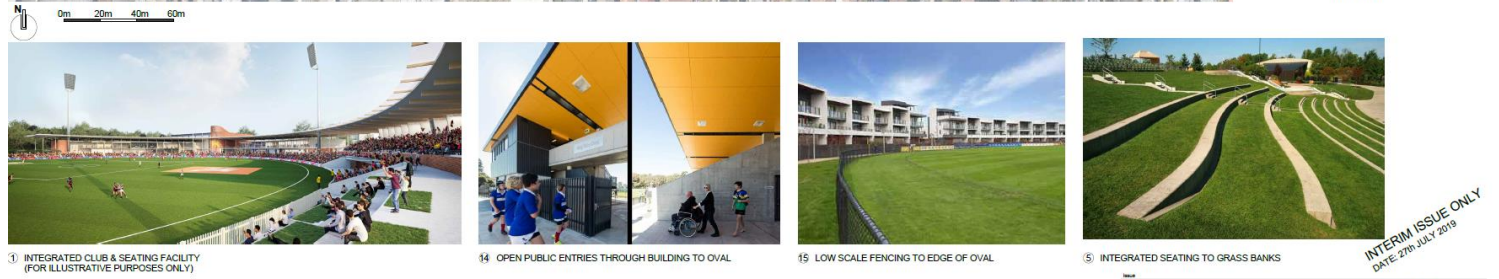 N
0m 20m 40m 60m
1 INTEGRATED CLUB & SEATING FACILITY
(FOR ILLUSTRATIVE PURPOSES ONLY)
14 OPEN PUBLIC ENTRIES THROUGH BUILDING TO OVAL
15 LOW SCALE FENCING TO EDGE OF OVAL
5 INTEGRATED SEATING TO GRASS BANKS
INTERIM ISSUE ONLY
DATE: 27th JULY 2019
Issue